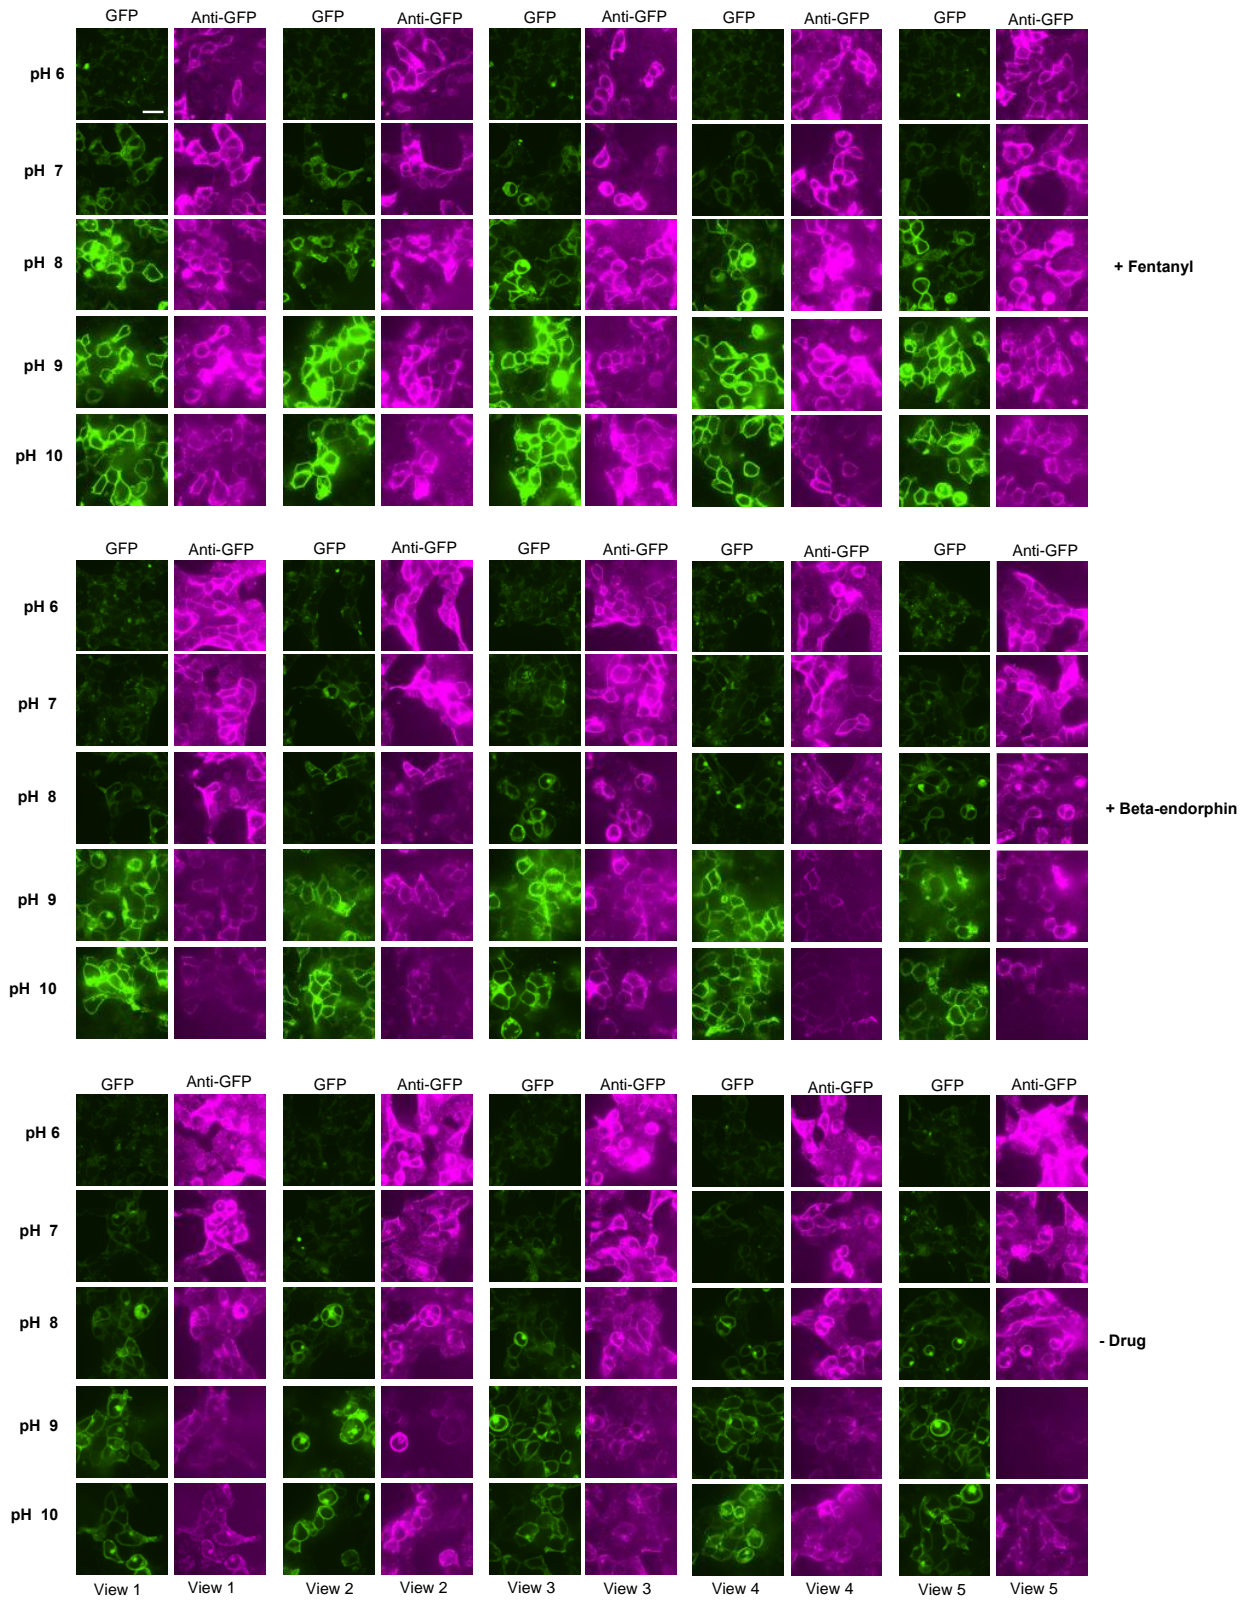 GFP Anti-GFP GFP Anti-GFP GFP Anti-GFP GFP Anti-GFP GFP Anti-GFP
pH 6
pH 7
pH 8
+ Fentanyl
pH 9
pH 10
GFP Anti-GFP GFP Anti-GFP GFP Anti-GFP GFP Anti-GFP GFP Anti-GFP
pH 6
pH 7
pH 8
+ Beta-endorphin
pH 9
pH 10
GFP Anti-GFP GFP Anti-GFP GFP Anti-GFP GFP Anti-GFP GFP Anti-GFP
pH 6
pH 7
pH 8
- Drug
pH 9
pH 10
View 1 View 1 View 2 View 2 View 3 View 3 View 4 View 4 View 5 View 5